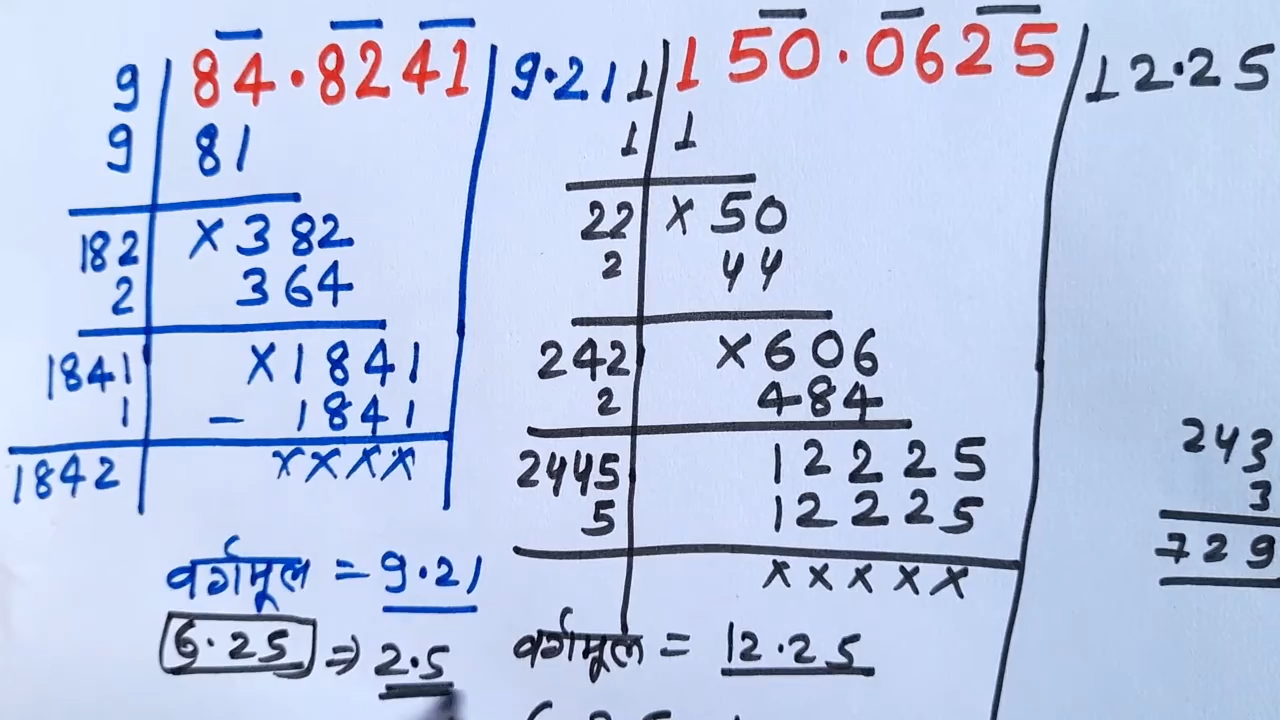 9 84.8241 9.21
9 81
182 ×382
2 364
1841 ×1841
1 - 1841
1842 ××××
वर्गमूल = 9.21
6.25 ⇒ 2.5
1 150.0625 12.25
1 1
22 ×50
2 44
242 ×606
2 484
2445 12225
5 12225
×××××
वर्गमूल = 12.25
243
3
729